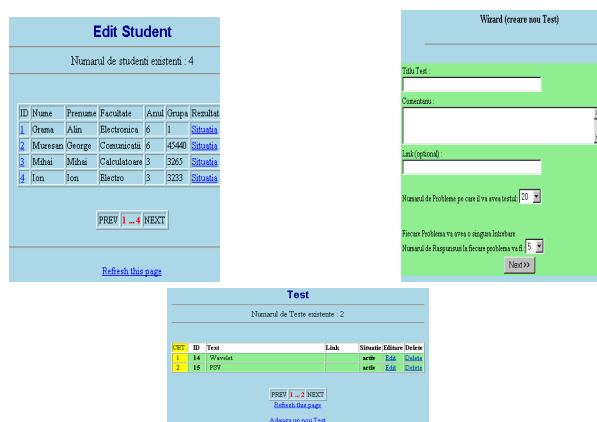 Edit Student
Numarul de studenti existenti : 4
ID Nume Prenume Facultate Anul Grupa Rezultat
1 Grama Alin Electronica 6 1 Situatia
2 Muresan George Comunicatii 6 45448 Situatia
3 Mihai Mihai Calculatoare 3 3265 Situatia
4 Ion Ion Electro 3 3233 Situatia
PREV 1 ... 4 NEXT
Refresh this page
Wizard (creare nou Test)
Titlu Test :
Comentariu :
Link:(optional) :
Numarul de Probleme pe care il va avea testul: 20
Fiecare Problema va avea o singura Intrebare
Numarul de Raspunsuri la fiecare problema va fi : 5
Next >>
Test
Numarul de Teste existente : 2
CRT. ID Text Link Situatie Editare Delete
1 14 Wavelet activ Edit Delete
2 15 PSV activ Edit Delete
PREV 1 ... 2 NEXT
Refresh this page
Adauga un nou Test